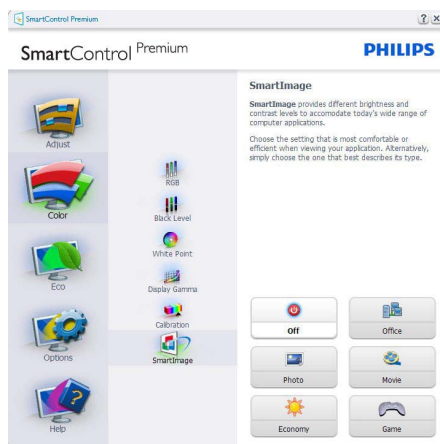 SmartControl Premium
SmartControl Premium
PHILIPS
Adjust
Color
Eco
Options
Help
RGB
Black Level
White Point
Display Gamma
Calibration
SmartImage
SmartImage
SmartImage provides different brightness and
contrast levels to accomodate today's wide range of
computer applications.
Choose the setting that is most comfortable or
efficient when viewing your application. Alternatively,
simply choose the one that best describes its type.
Off
Office
Photo
Movie
Economy
Game